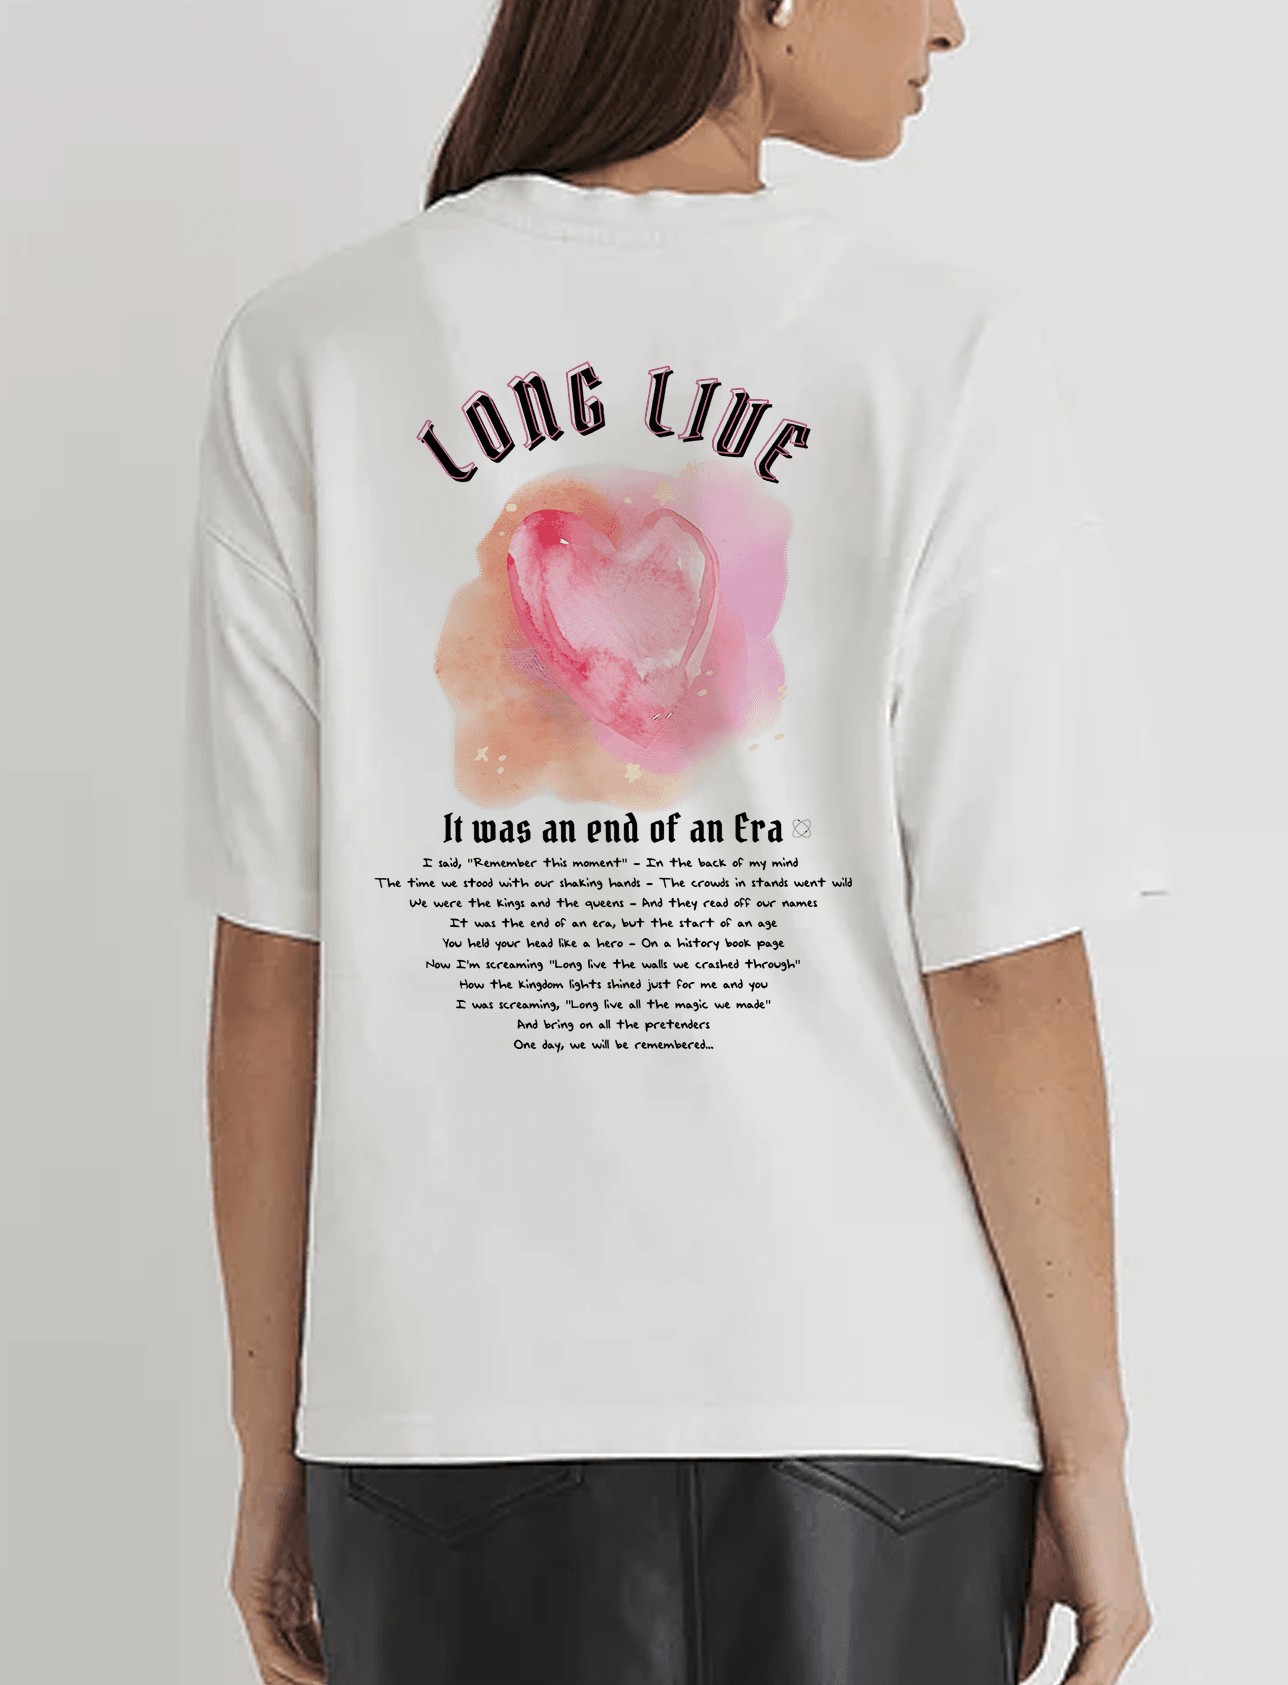 LONG LIVE
It was an end of an Era
I said, "Remember this moment" - In the back of my mind
The time we stood with our shaking hands - The crowds in stands went wild
We were the Kings and the queens - And they read off our names
It was the end of an era, but the start of an age
You held your head like a hero - On a history book page
Now I'm screaming "Long live the walls we crashed through"
How the Kingdom lights shined just for me and you
I was screaming, "Long live all the magic we made"
And bring on all the pretenders
One day, we will be remembered...